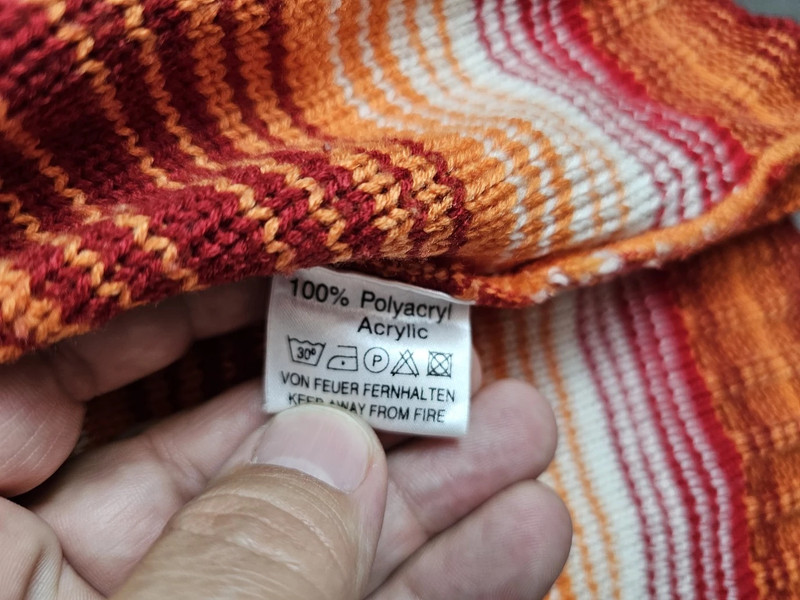 100% Polyacryl
Acrylic
30° P
VON FEUER FERNHALTEN
KEEP AWAY FROM FIRE